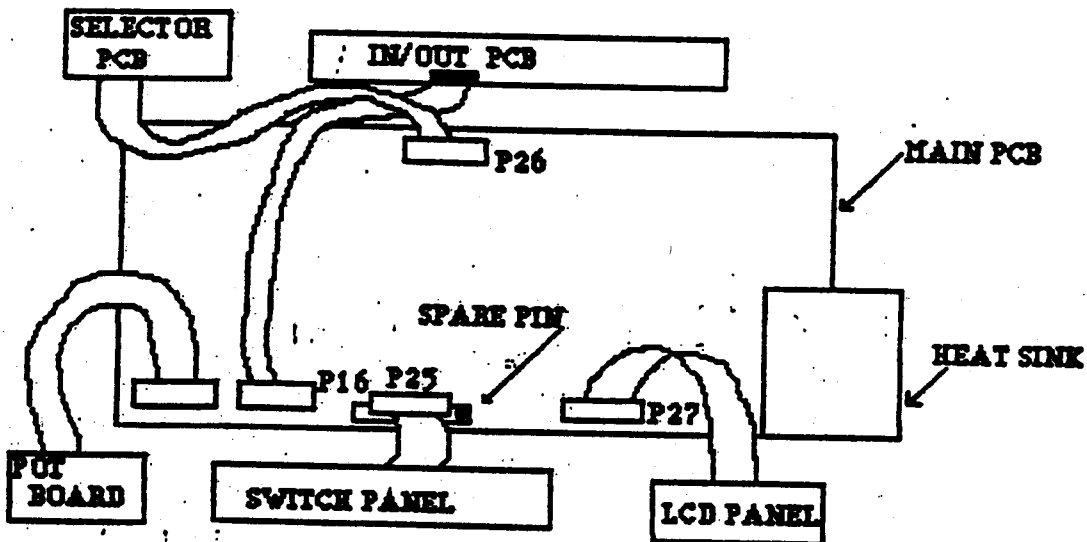 SELECTOR
PCB
IN/OUT PCB
P26
MAIN PCB
SPARE PIN
HEAT SINK
P16
P25
P27
POT
BOARD
SWITCH PANEL
LCD PANEL